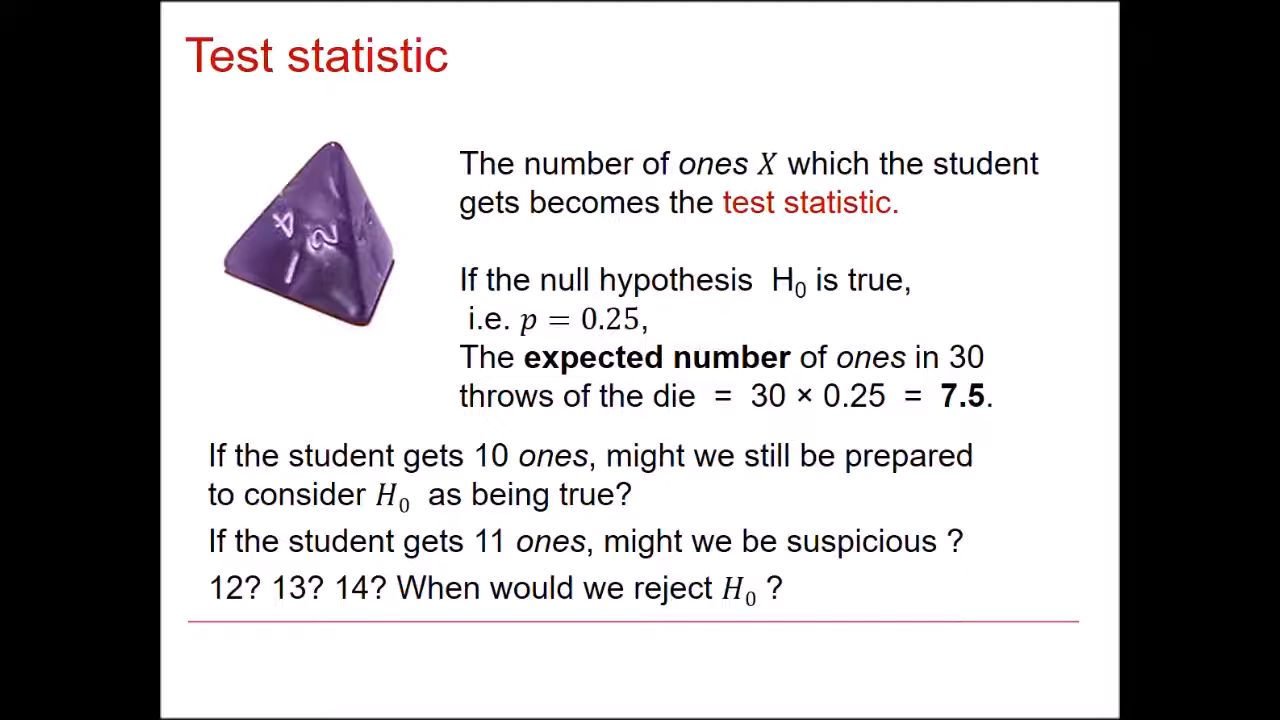 Test statistic
The number of ones X which the student
gets becomes the test statistic.
If the null hypothesis H₀ is true,
i.e. p = 0.25,
The expected number of ones in 30
throws of the die = 30 × 0.25 = 7.5.
4 2
1
If the student gets 10 ones, might we still be prepared
to consider H₀ as being true?
If the student gets 11 ones, might we be suspicious ?
12? 13? 14? When would we reject H₀ ?